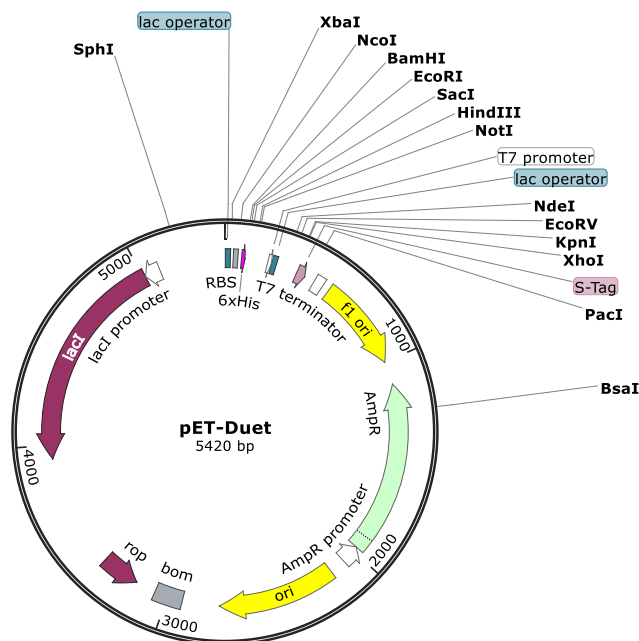 lac operator
SphI
XbaI
NcoI
BamHI
EcoRI
SacI
HindIII
NotI
T7 promoter
lac operator
NdeI
EcoRV
KpnI
XhoI
S-Tag
PacI
BsaI
RBS
6xHis
T7 terminator
f1 ori
1000
AmpR
AmpR promoter
2000
ori
3000
bom
rop
4000
lacI
lacI promoter
5000
pET-Duet
5420 bp